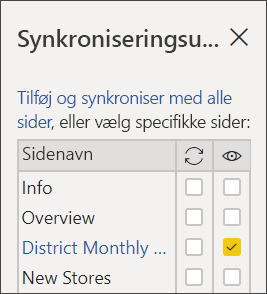 Synkroniseringsu...
Tilføj og synkroniser med alle
sider, eller vælg specifikke sider:
Sidenavn
Info
Overview
District Monthly ...
New Stores